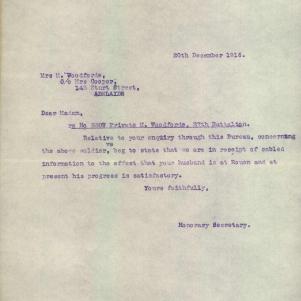 20th December 1916.
Mrs M. Woodforde,
C/o Mrs Cooper,
143 Sturt Street,
ADELAIDE
Dear Madam,
re No Private M. Woodforde, 27th Battalion.
Relative to your enquiry through this Bureau, concerning
we
the above soldier, beg to state that we are in receipt of cabled
information to the effect that your husband is at Rouen and at
present his progress is satisfactory.
Yours faithfully,
Honorary Secretary.